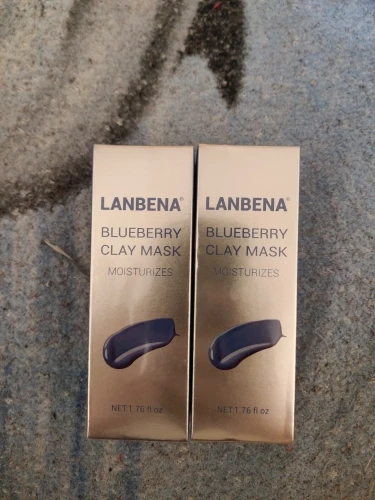 LANBENA®
BLUEBERRY
CLAY MASK
MOISTURIZES
NET 1.76 fl oz
LANBENA®
BLUEBERRY
CLAY MASK
MOISTURIZES
NET 1.76 fl oz